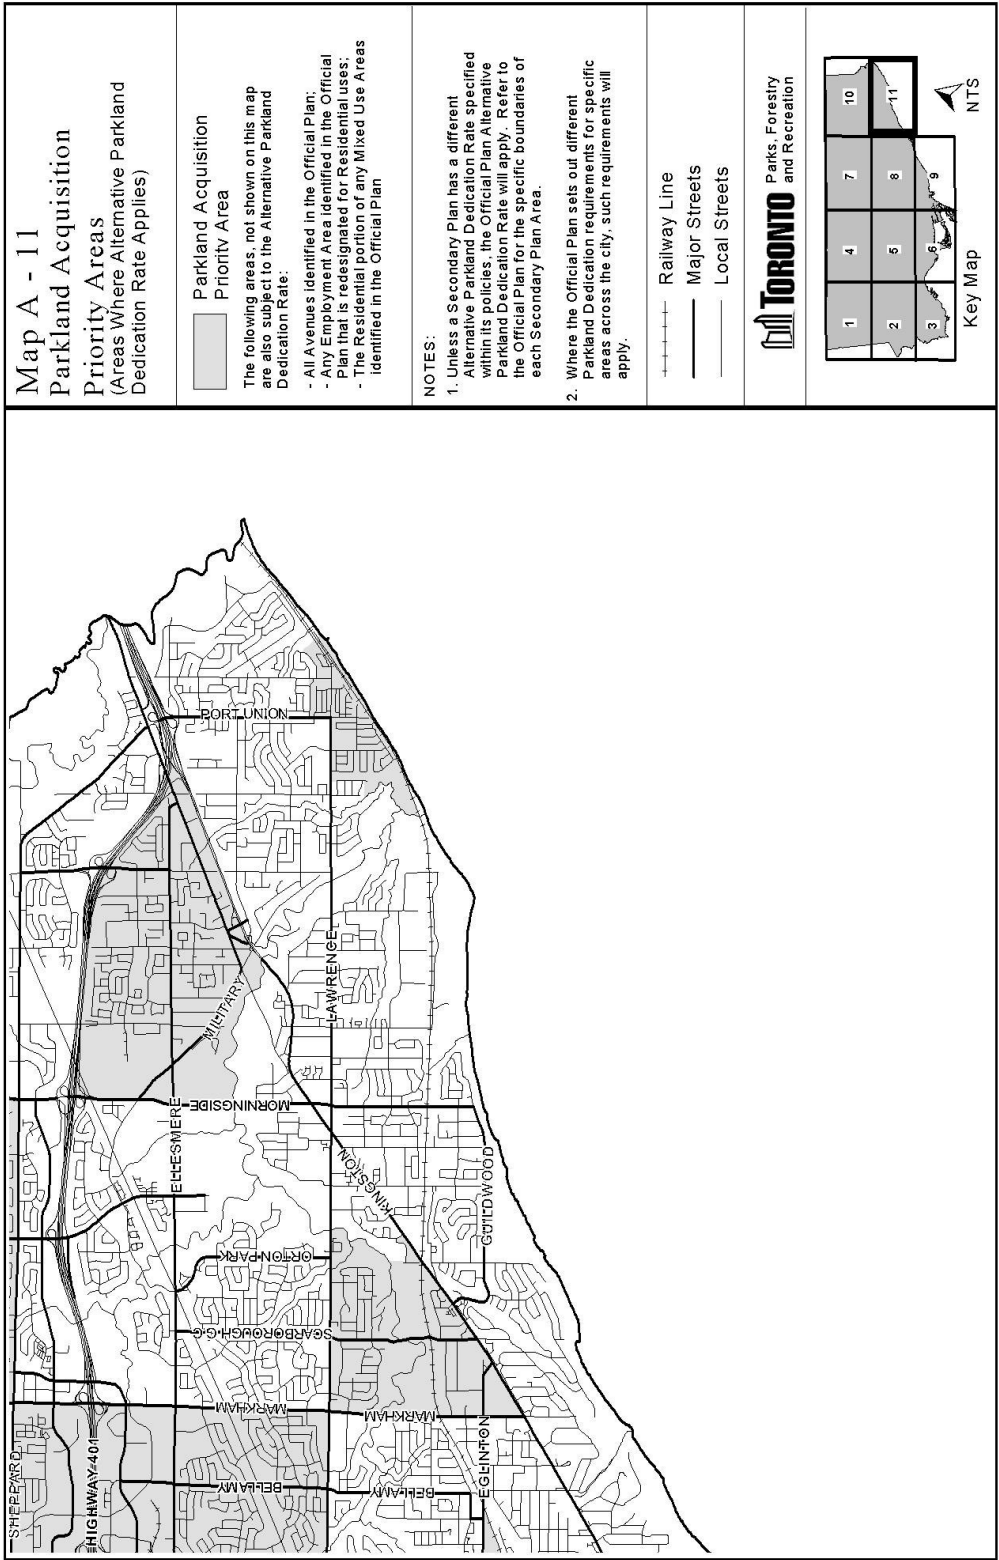 Map A - 11
Parkland Acquisition
Priority Areas
(Areas Where Alternative Parkland
Dedication Rate Applies)
Parkland Acquisition
Priority Area
The following areas, not shown on this map
are also subject to the Alternative Parkland
Dedication Rate:
- All Avenues identified in the Official Plan;
- Any Employment Area identified in the Official
Plan that is redesignated for Residential uses;
- The Residential portion of any Mixed Use Areas
identified in the Official Plan
NOTES:
1. Unless a Secondary Plan has a different
Alternative Parkland Dedication Rate specified
within its policies, the Official Plan Alternative
Parkland Dedication Rate will apply. Refer to
the Official Plan for the specific boundaries of
each Secondary Plan Area.
2. Where the Official Plan sets out different
Parkland Dedication requirements for specific
areas across the city, such requirements will
apply.
Railway Line
Major Streets
Local Streets
TORONTO
Parks, Forestry
and Recreation
1
2
3
4
5
6
7
8
9
10
11
Key Map
NTS
SHEPPARD
HIGHWAY 401
ELLESMERE
MILITARY
PORT UNION
LAWRENCE
MORNINGSIDE
KINGSTON
ORTON PARK
SCARBOROUGH G C
GUILDWOOD
MARKHAM
MARKHAM
BELLAMY
BELLAMY
EGLINTON